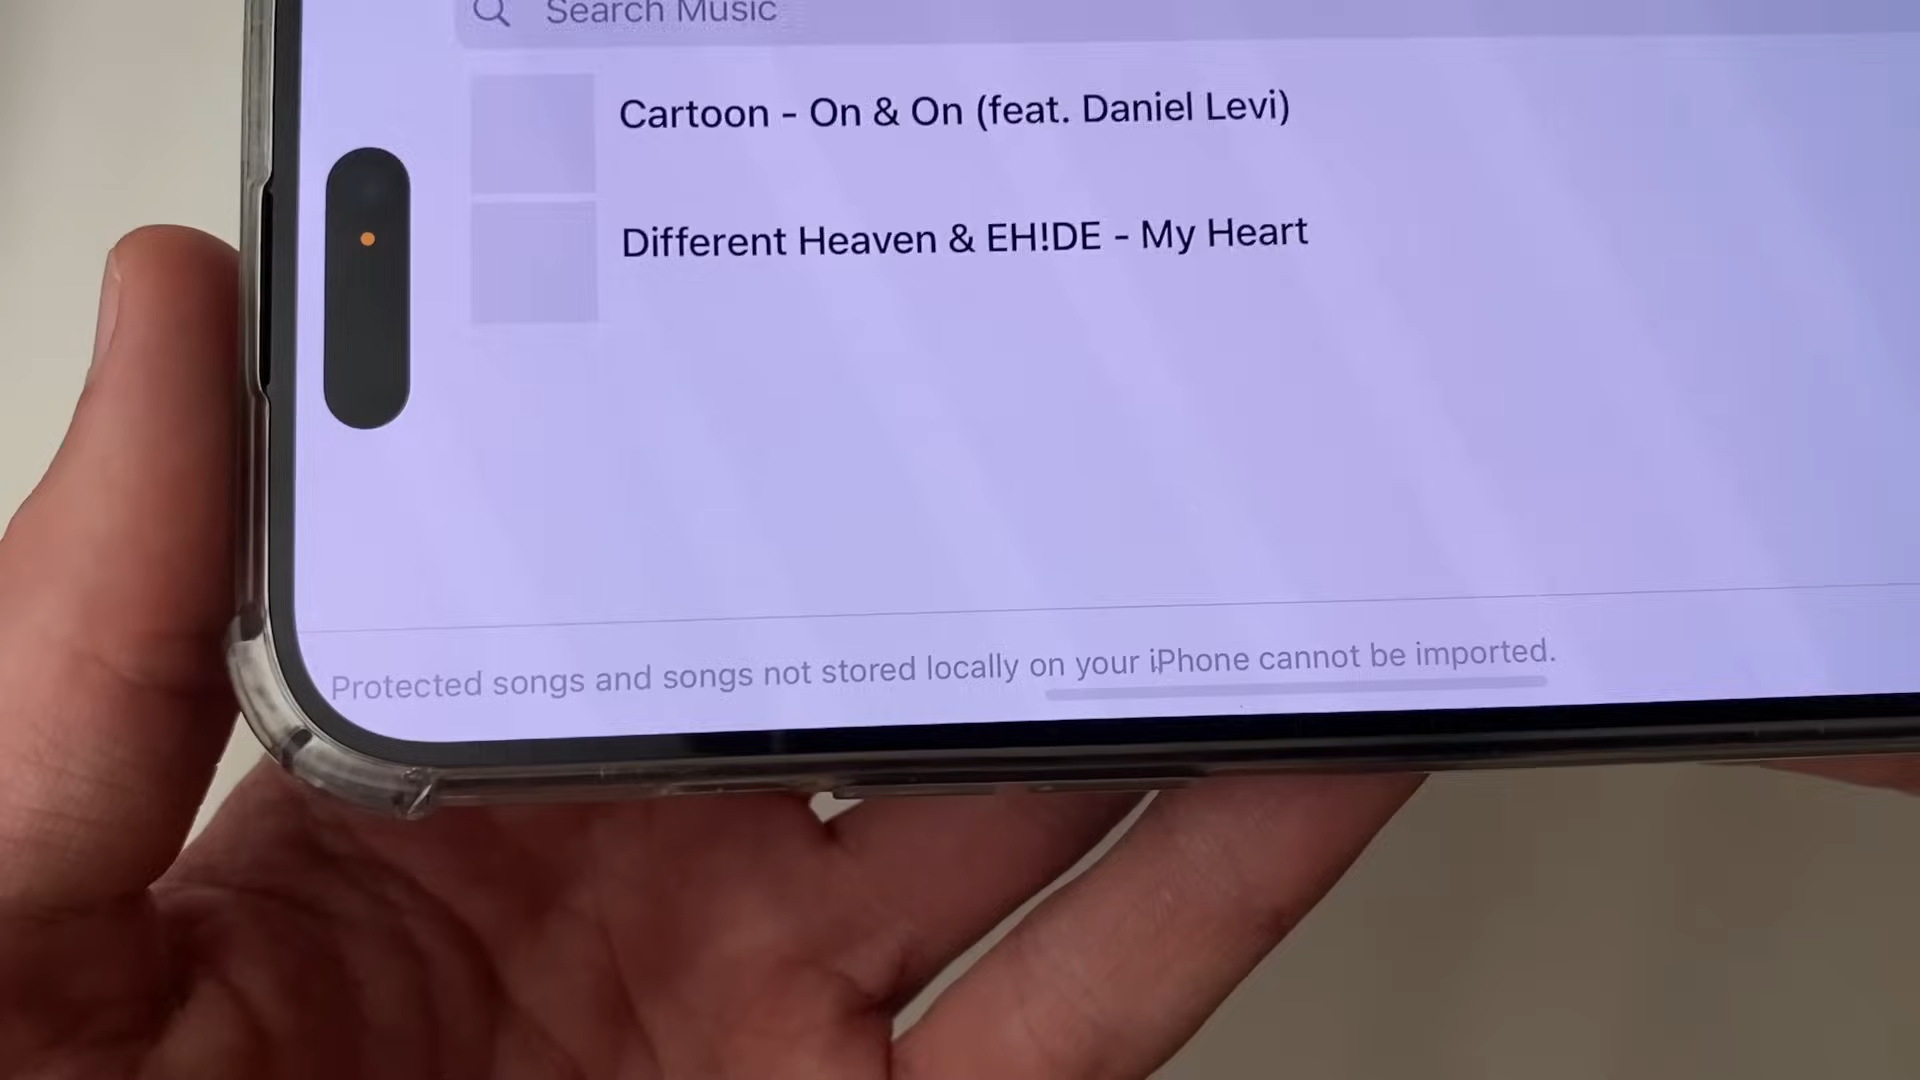 Search Music
Cartoon - On & On (feat. Daniel Levi)
Different Heaven & EH!DE - My Heart
Protected songs and songs not stored locally on your iPhone cannot be imported.